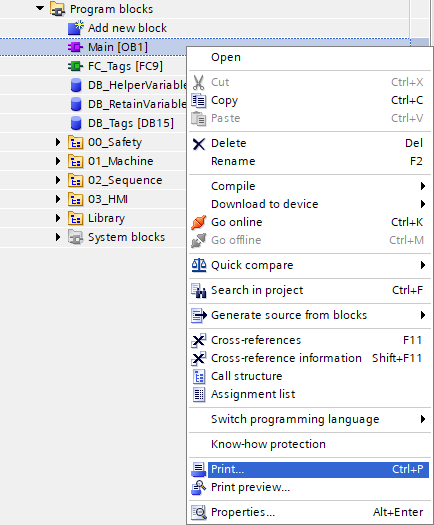 Program blocks
Add new block
Main [OB1]
FC_Tags [FC9]
DB_HelperVariable
DB_RetainVariable
DB_Tags [DB15]
00_Safety
01_Machine
02_Sequence
03_HMI
Library
System blocks
Open
Cut Ctrl+X
Copy Ctrl+C
Paste Ctrl+V
Delete Del
Rename F2
Compile
Download to device
Go online Ctrl+K
Go offline Ctrl+M
Quick compare
Search in project Ctrl+F
Generate source from blocks
Cross-references F11
Cross-reference information Shift+F11
Call structure
Assignment list
Switch programming language
Know-how protection
Print... Ctrl+P
Print preview...
Properties... Alt+Enter